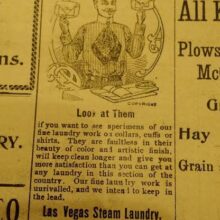 All K
COPYRIGHT
Look at Them
if you want to see specimens of our
fine laundry work on collars, cuffs or
shirts. They are faultless in their
beauty of color and artistic finish,
will keep clean longer and give you
more satisfaction than you can get at
any laundry in this section of the
country. Our fine laundry work is
unrivalled, and we intend to keep
the lead.
Las Vegas Steam Laundry.
ns.
RY.
TO
Plows
Mc
G
Hay
Grain